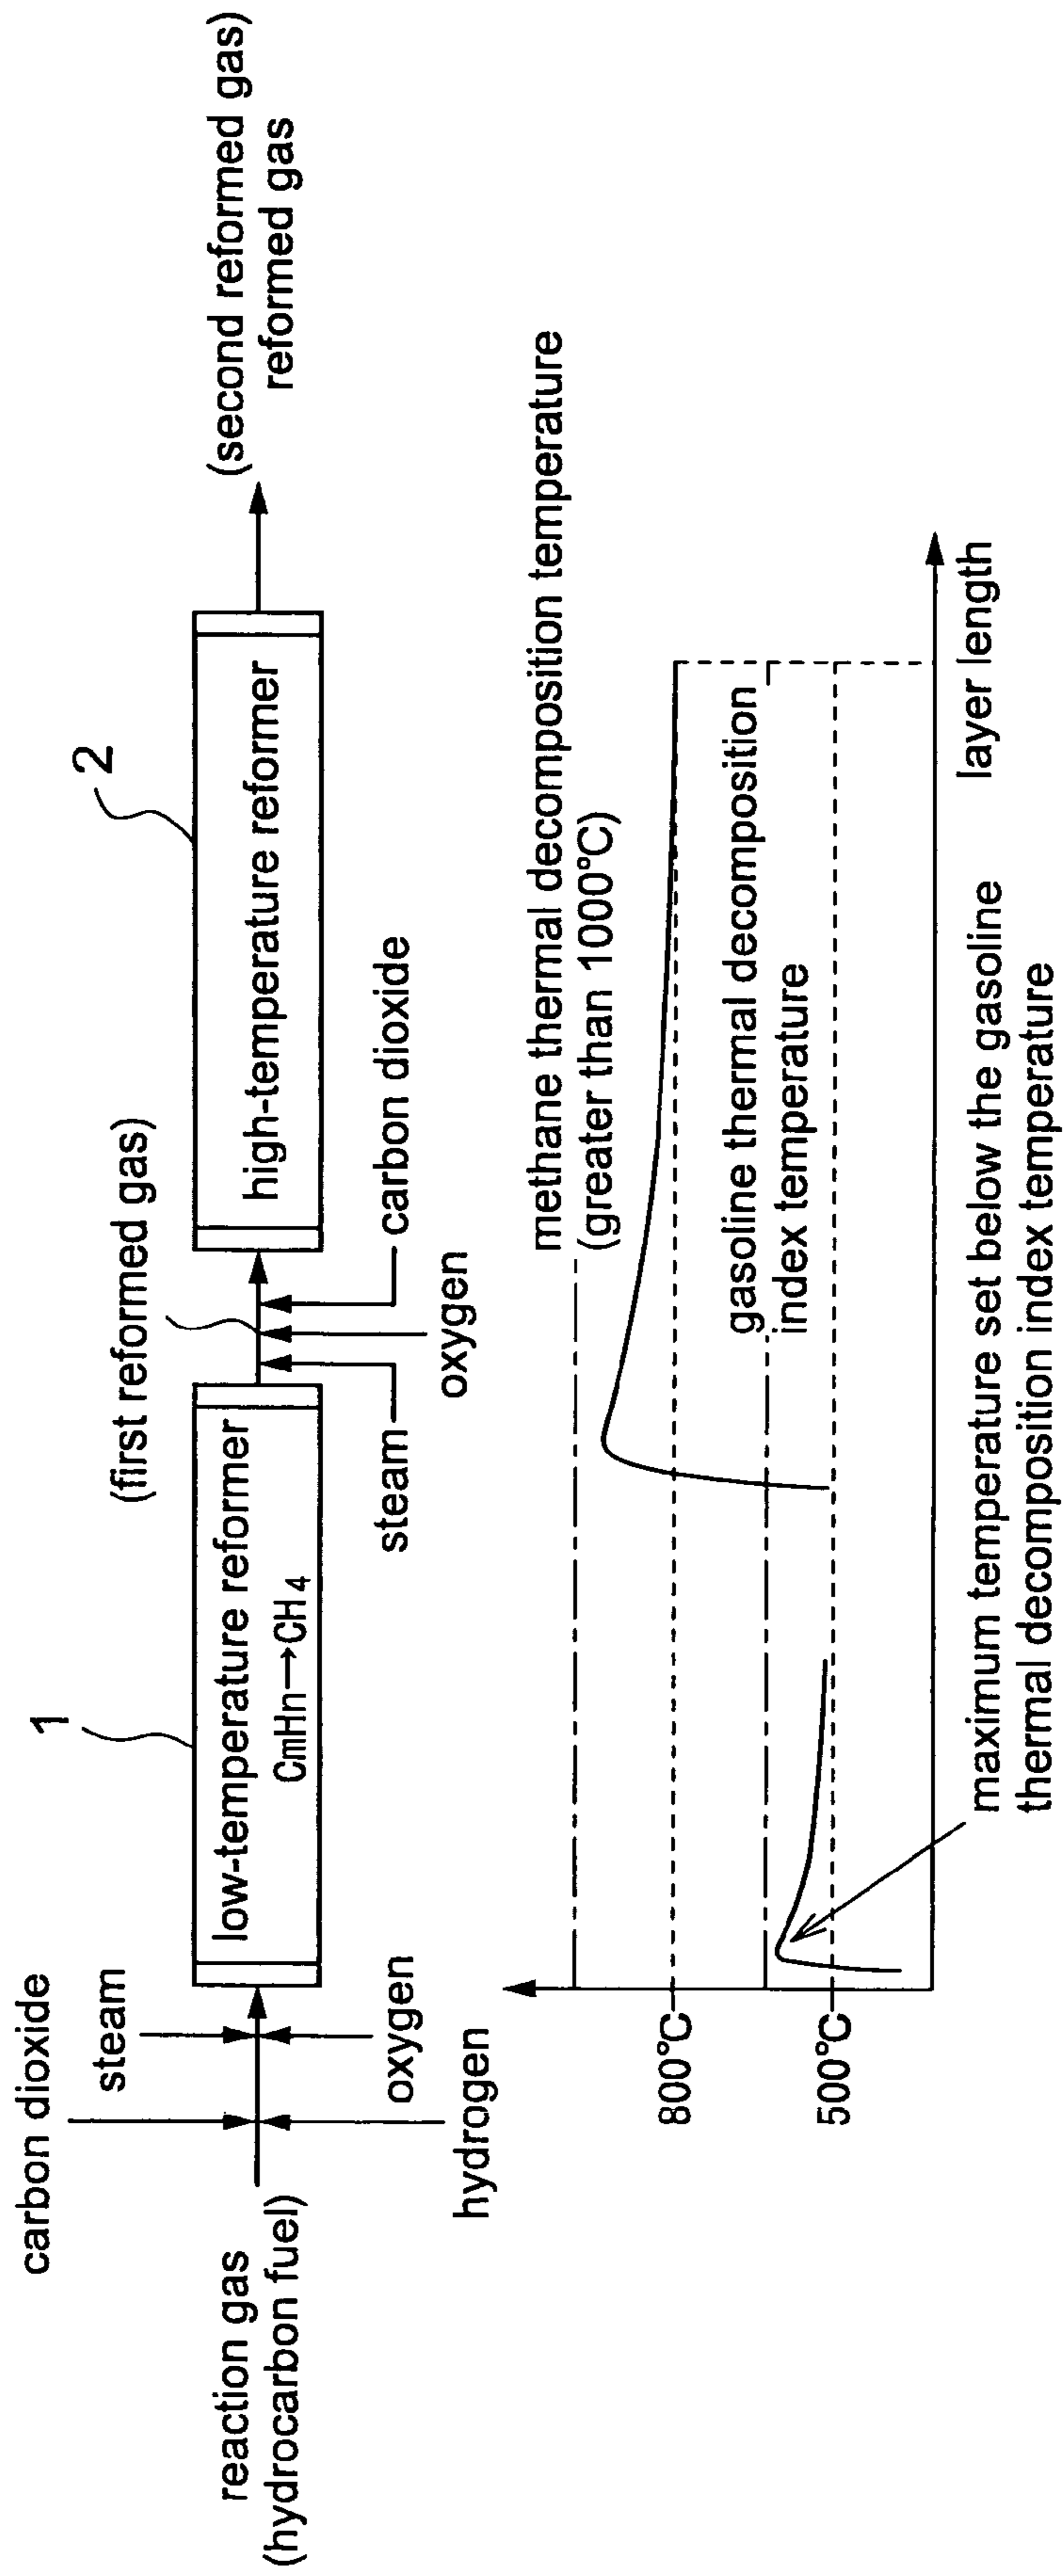 carbon dioxide
steam
reaction gas
(hydrocarbon fuel)
oxygen
hydrogen
1
low-temperature reformer
CmHn→CH4
(first reformed gas)
steam
oxygen
carbon dioxide
2
high-temperature reformer
(second reformed gas)
reformed gas
methane thermal decomposition temperature
(greater than 1000°C)
800°C
gasoline thermal decomposition
index temperature
500°C
layer length
maximum temperature set below the gasoline
thermal decomposition index temperature